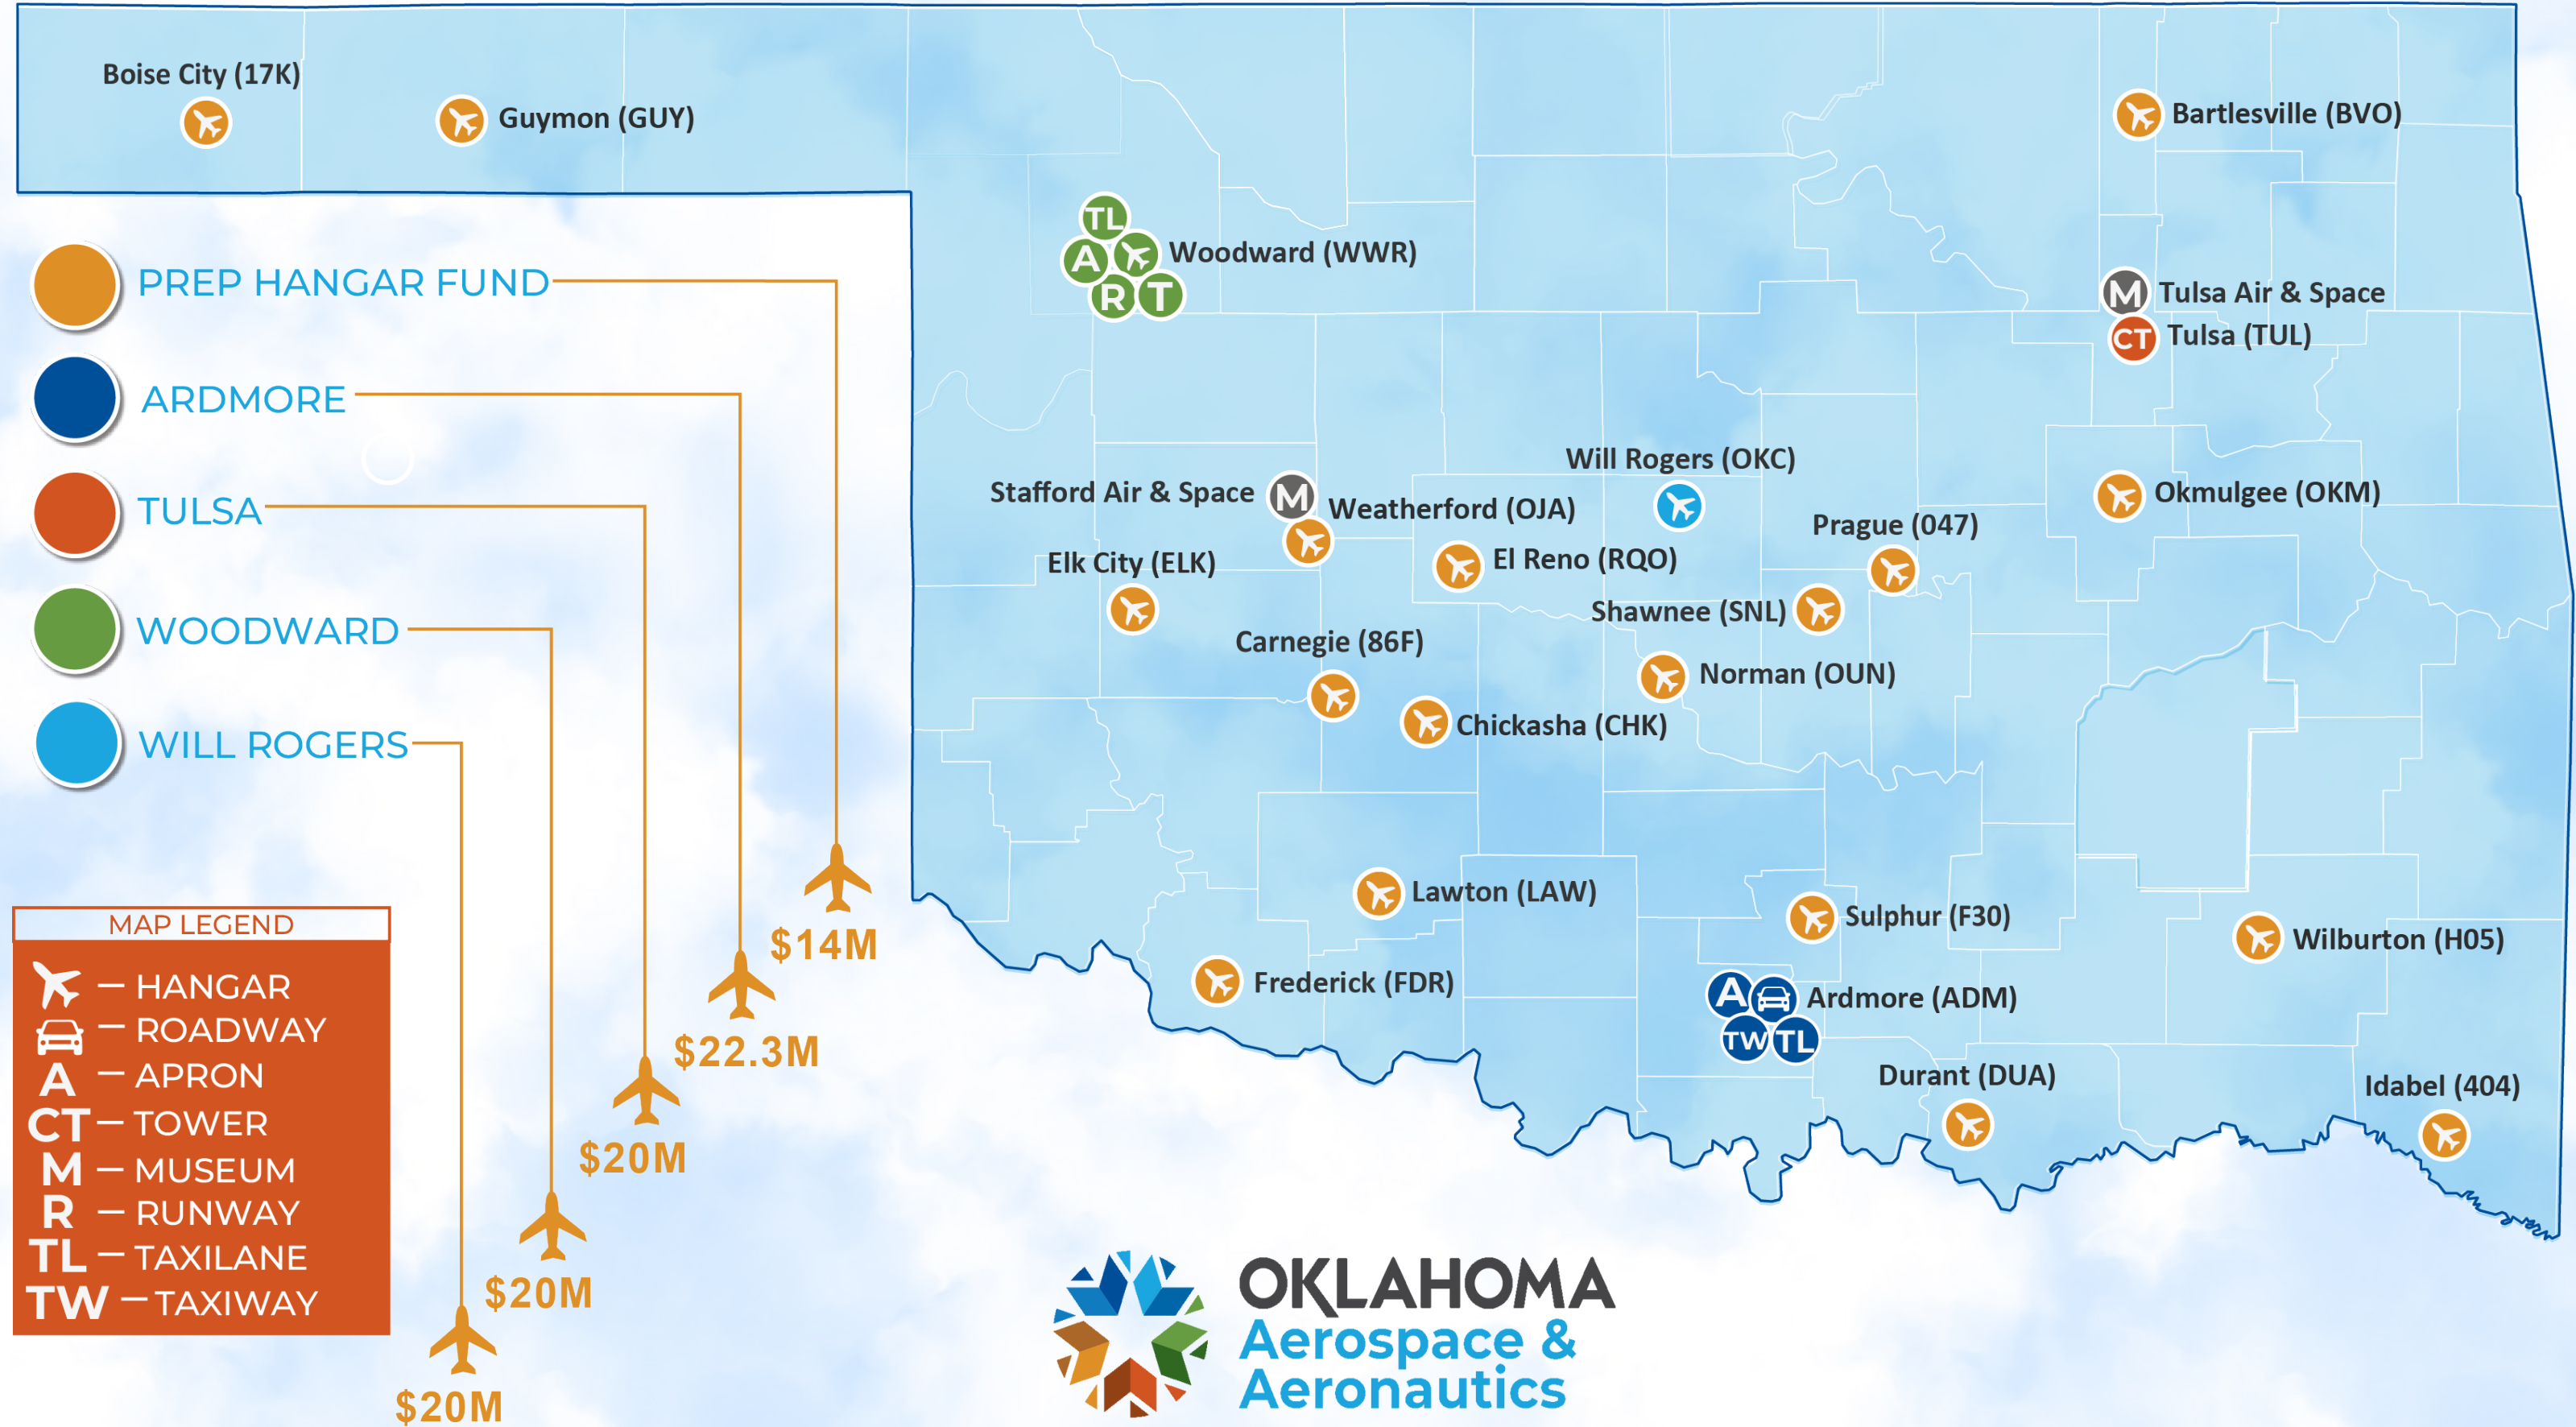 Boise City (17K)
Guymon (GUY)
Bartlesville (BVO)
TL
A
Woodward (WWR)
R
T
M
Tulsa Air & Space
CT
Tulsa (TUL)
PREP HANGAR FUND
ARDMORE
TULSA
WOODWARD
WILL ROGERS
$14M
$22.3M
$20M
$20M
$20M
Will Rogers (OKC)
Stafford Air & Space
M
Weatherford (OJA)
Okmulgee (OKM)
Prague (047)
El Reno (RQO)
Elk City (ELK)
Shawnee (SNL)
Carnegie (86F)
Norman (OUN)
Chickasha (CHK)
Lawton (LAW)
Sulphur (F30)
Wilburton (H05)
Frederick (FDR)
A
Ardmore (ADM)
TW
TL
Durant (DUA)
Idabel (404)
MAP LEGEND
– HANGAR
– ROADWAY
A – APRON
CT – TOWER
M – MUSEUM
R – RUNWAY
TL – TAXILANE
TW – TAXIWAY
OKLAHOMA
Aerospace &
Aeronautics